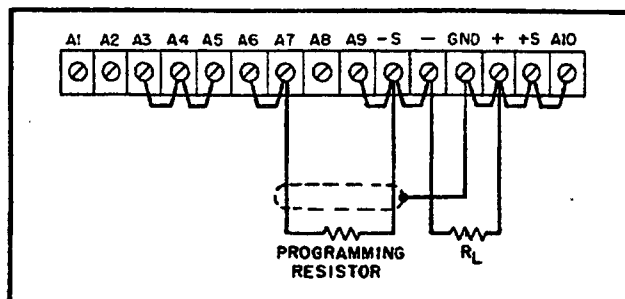 A1 A2 A3 A4 A5 A6 A7 A8 A9 -S - GND + +S A10
PROGRAMMING
RESISTOR
RL